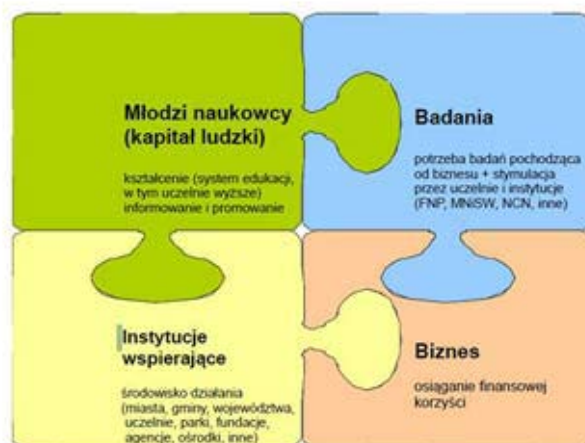 Młodzi naukowcy
(kapitał ludzki)
kształcenie (system edukacji,
w tym uczelnie wyższe)
informowanie i promowanie
Badania
potrzeba badań pochodząca
od biznesu + stymulacja
przez uczelnie i instytucje
(FNP, MNiSW, NCN, inne)
Instytucje
wspierające
środowisko działania
(miasta, gminy, województwa,
uczelnie, parki, fundacje,
agencje, ośrodki, inne)
Biznes
osiąganie finansowej
korzyści